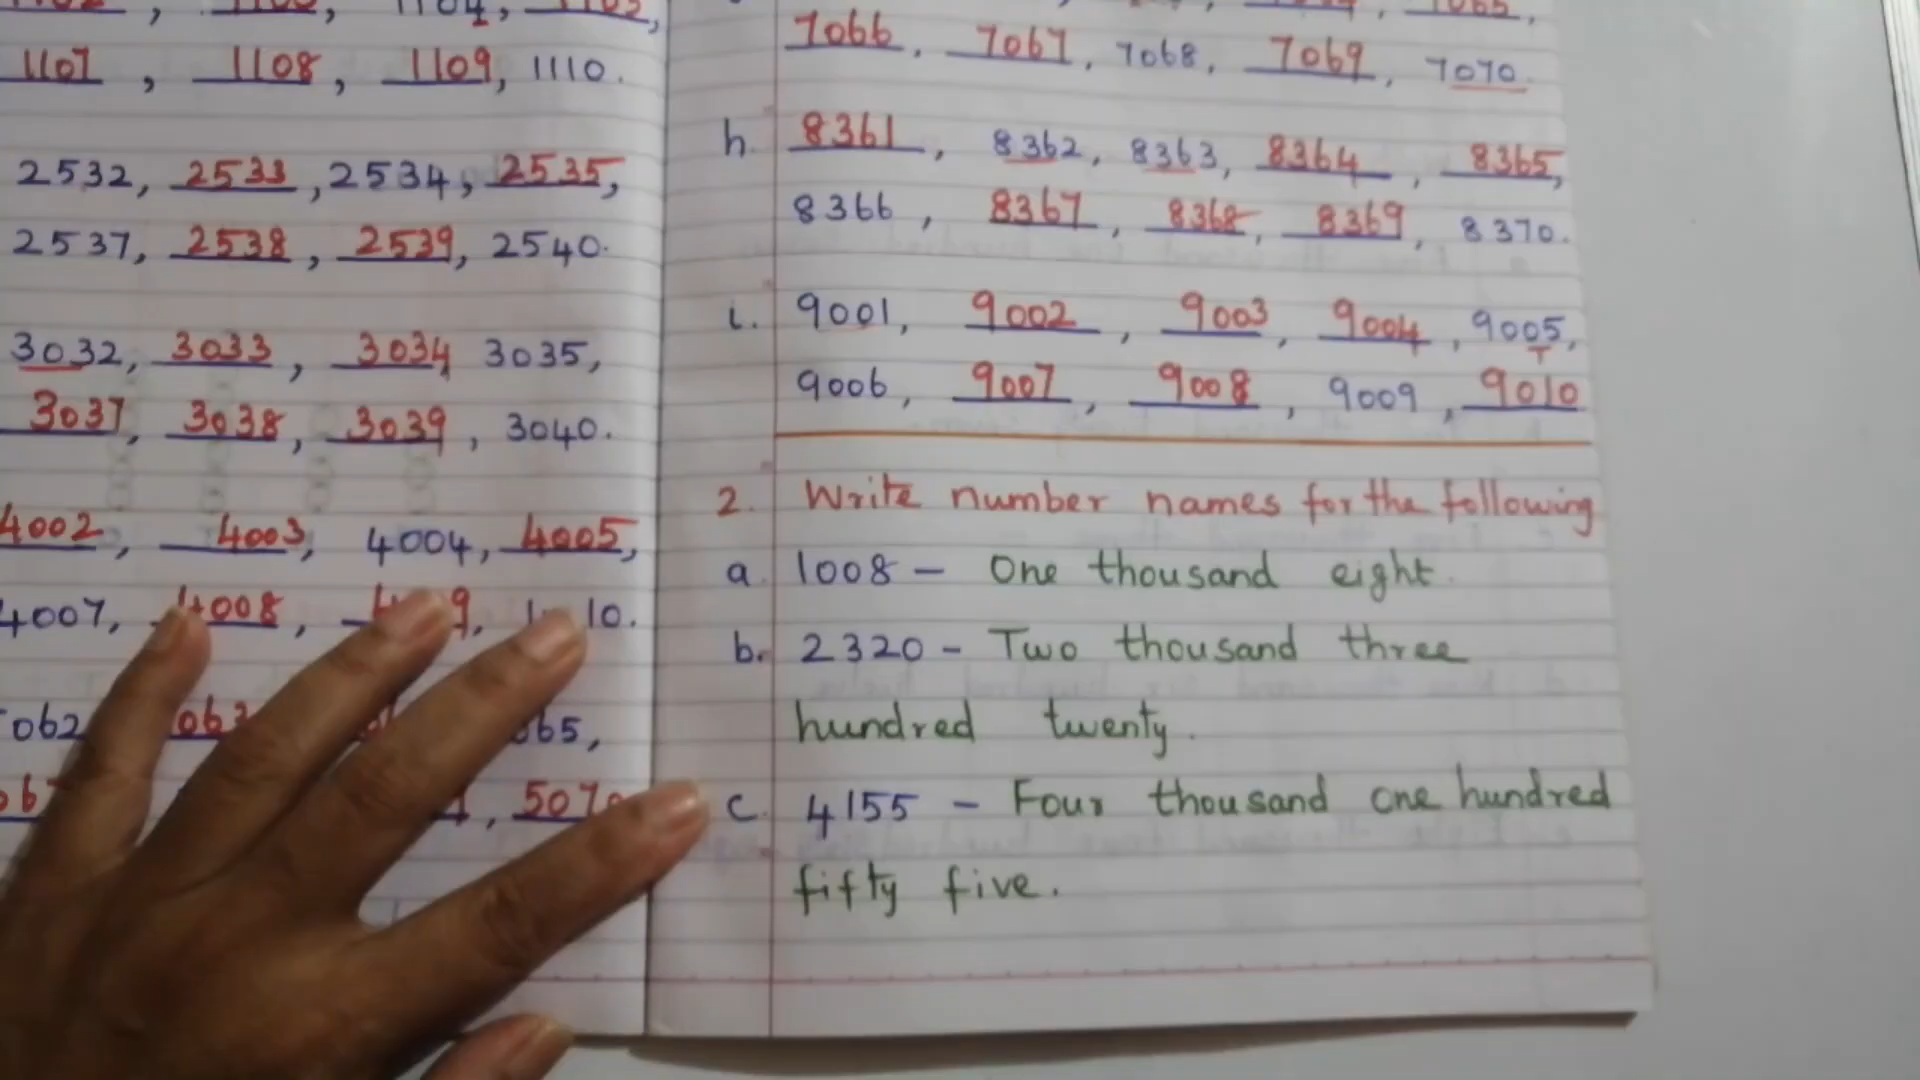 1104,
1107, 1108, 1109, 1110.
2532, 2533, 2534, 2535,
2537, 2538, 2539, 2540.
3032, 3033, 3034 3035,
3037, 3038, 3039, 3040.
4002, 4003, 4004, 4005,
4007, 4008,
7066, 7067, 7068, 7069, 7070.
h. 8361, 8362, 8363, 8364, 8365,
8366, 8367, 8368, 8369, 8370.
i. 9001, 9002, 9003, 9004, 9005,
T
9006, 9007, 9008, 9009, 9010
2. Write number names for the following
a. 1008 - One thousand eight.
b. 2320 - Two thousand three
hundred twenty.
c. 4155 - Four thousand one hundred
fifty five.